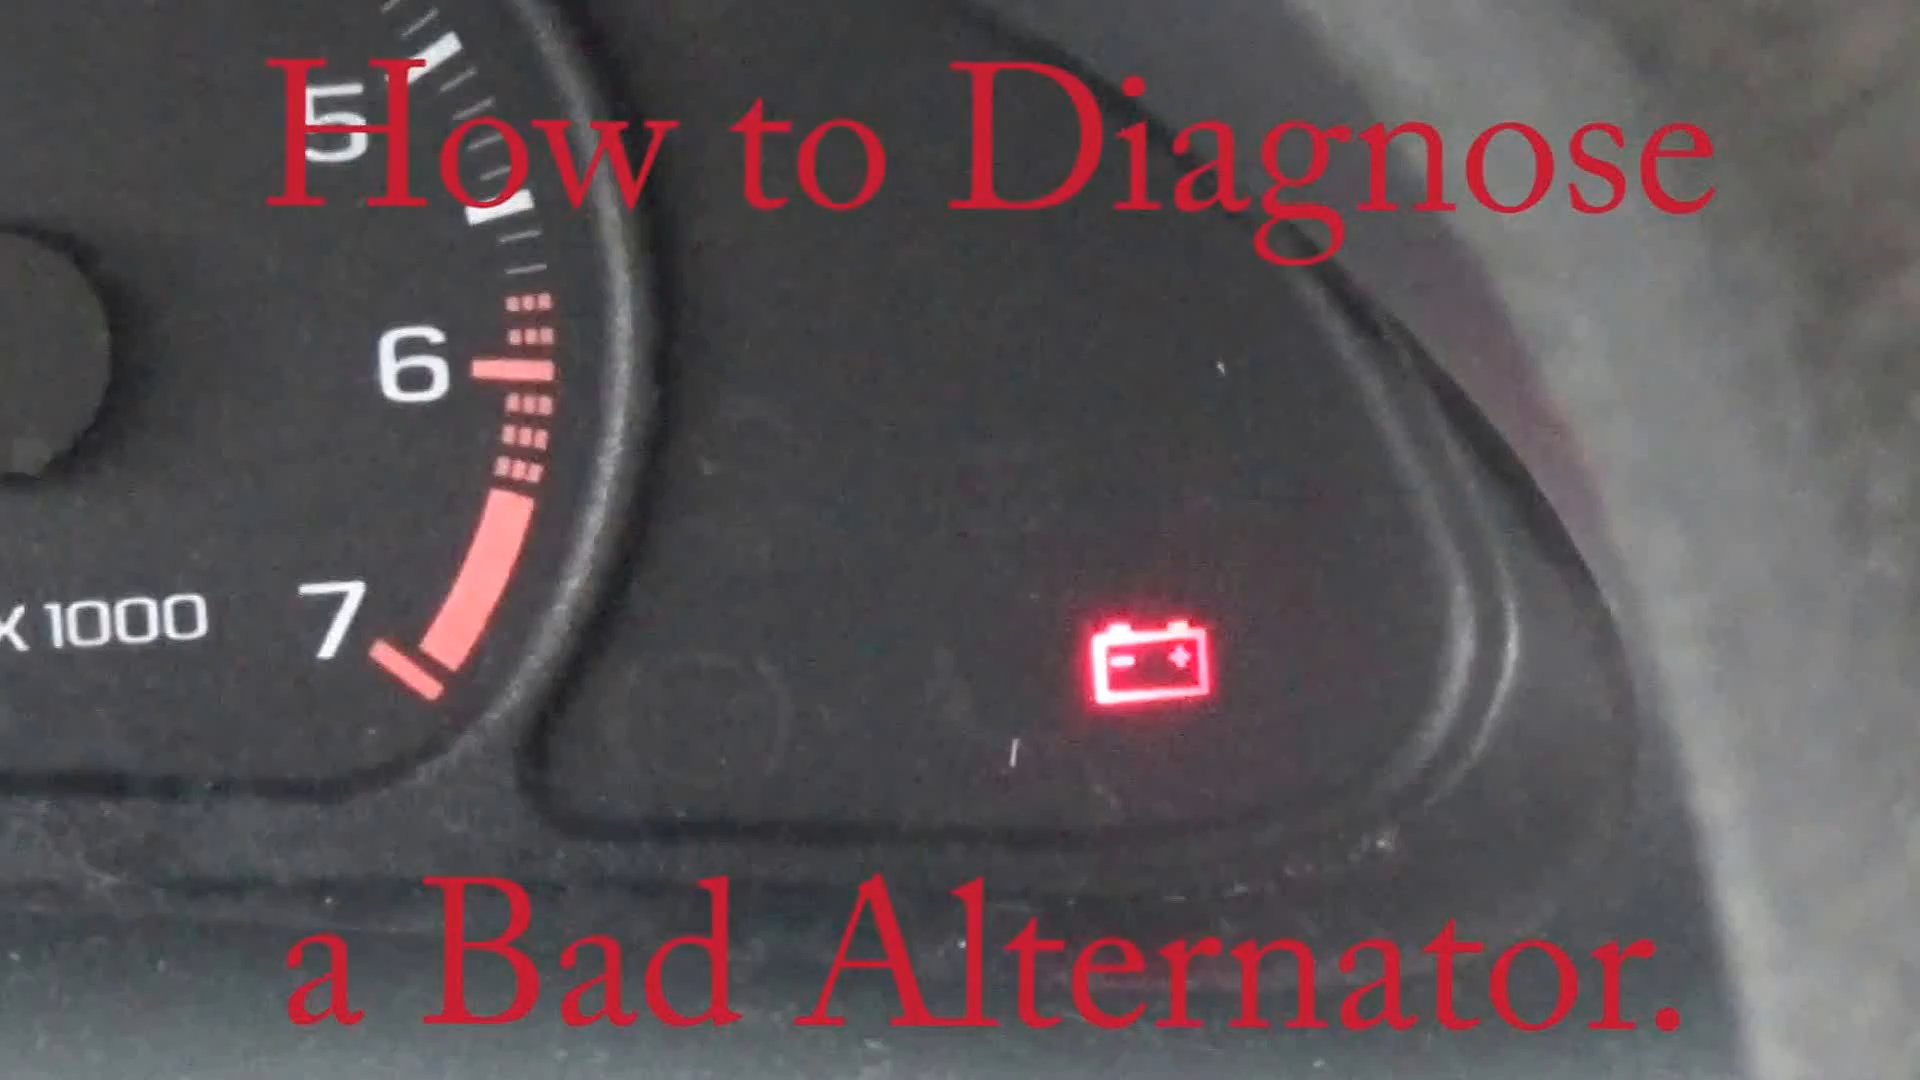 How to Diagnose
5
6
7
X 1000
- +
a Bad Alternator.